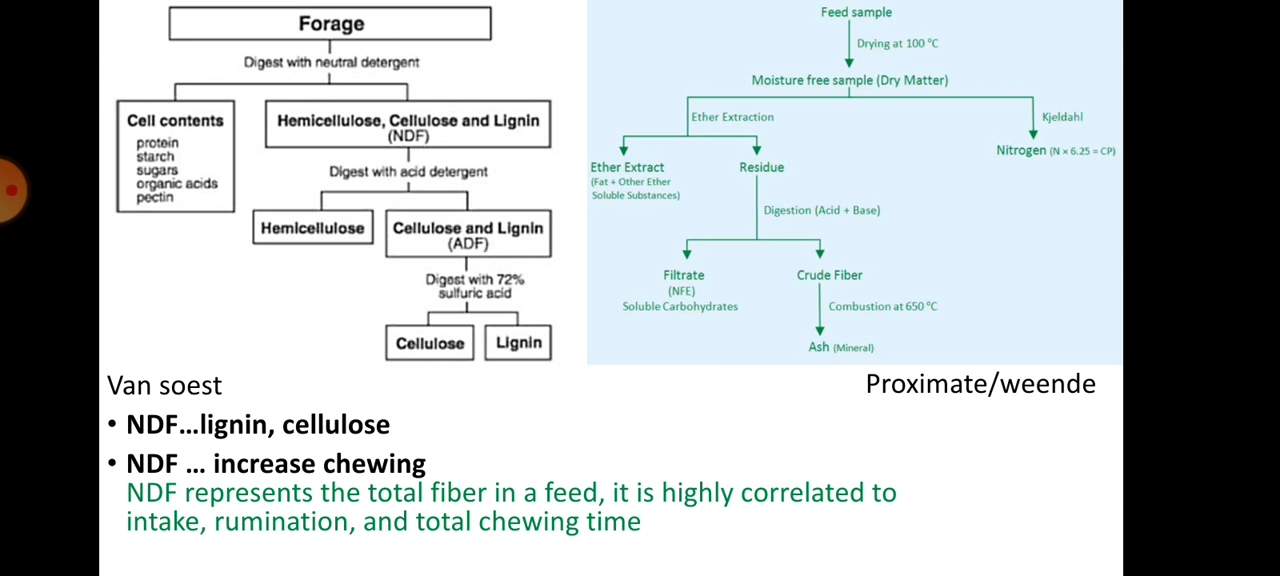 Forage
Digest with neutral detergent
Cell contents
protein
starch
sugars
organic acids
pectin
Hemicellulose, Cellulose and Lignin
(NDF)
Digest with acid detergent
Hemicellulose
Cellulose and Lignin
(ADF)
Digest with 72%
sulfuric acid
Cellulose
Lignin
Feed sample
Drying at 100 °C
Moisture free sample (Dry Matter)
Ether Extraction
Kjeldahl
Ether Extract
(Fat + Other Ether
Soluble Substances)
Residue
Nitrogen (N × 6.25 = CP)
Digestion (Acid + Base)
Filtrate
(NFE)
Soluble Carbohydrates
Crude Fiber
Combustion at 650 °C
Ash (Mineral)
Van soest
Proximate/weende
• NDF...lignin, cellulose
• NDF ... increase chewing
NDF represents the total fiber in a feed, it is highly correlated to
intake, rumination, and total chewing time